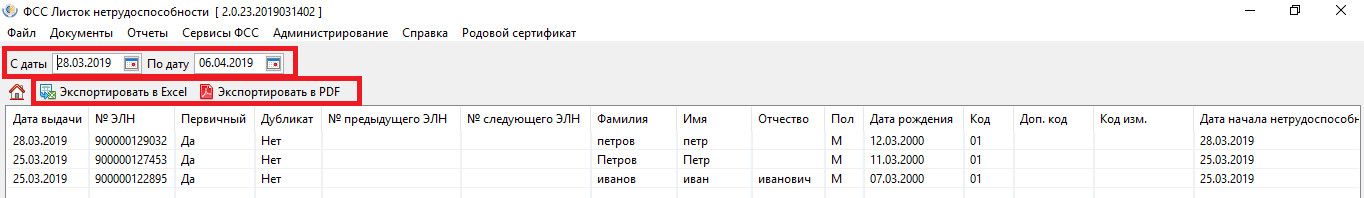 ФСС Листок нетрудоспособности [ 2.0.23.2019031402 ]
Файл Документы Отчеты Сервисы ФСС Администрирование Справка Родовой сертификат
С даты 28.03.2019 По дату 06.04.2019
Экспортировать в Excel Экспортировать в PDF
Дата выдачи № ЭЛН Первичный Дубликат № предыдущего ЭЛН № следующего ЭЛН Фамилия Имя Отчество Пол Дата рождения Код Доп. код Код изм. Дата начала нетрудоспособн
28.03.2019 900000129032 Да Нет петров петр М 12.03.2000 01 28.03.2019
25.03.2019 900000127453 Да Нет Петров Петр М 11.03.2000 01 25.03.2019
25.03.2019 900000122895 Да Нет иванов иван иванович М 07.03.2000 01 25.03.2019